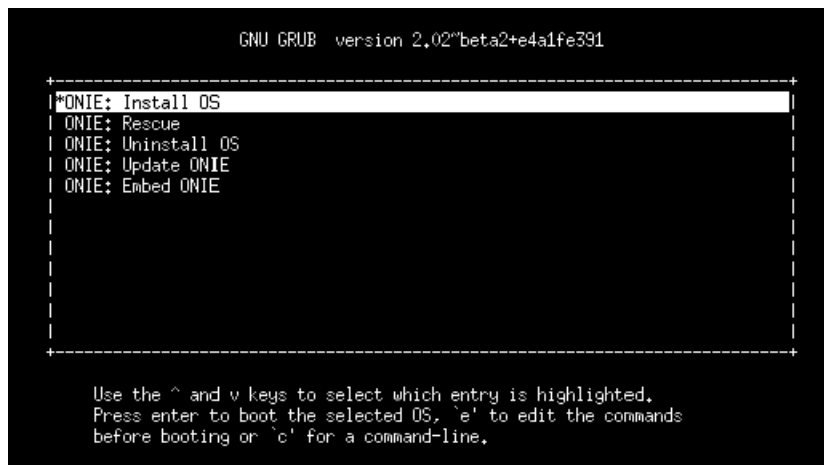 GNU GRUB version 2.02~beta2+e4a1fe391
*ONIE: Install OS
ONIE: Rescue
ONIE: Uninstall OS
ONIE: Update ONIE
ONIE: Embed ONIE
Use the ^ and v keys to select which entry is highlighted.
Press enter to boot the selected OS, `e' to edit the commands
before booting or `c' for a command-line.